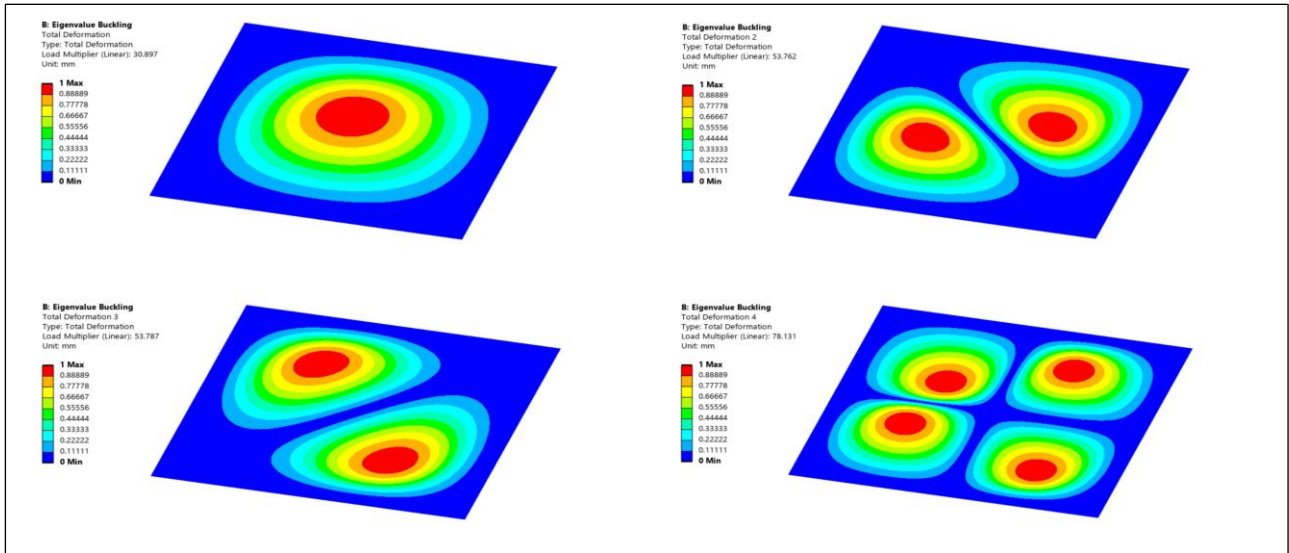 B: Eigenvalue Buckling
Total Deformation
Type: Total Deformation
Load Multiplier (Linear): 30.897
Unit: mm
1 Max
0.88889
0.77778
0.66667
0.55556
0.44444
0.33333
0.22222
0.11111
0 Min
B: Eigenvalue Buckling
Total Deformation 2
Type: Total Deformation
Load Multiplier (Linear): 53.762
Unit: mm
1 Max
0.88889
0.77778
0.66667
0.55556
0.44444
0.33333
0.22222
0.11111
0 Min
B: Eigenvalue Buckling
Total Deformation 3
Type: Total Deformation
Load Multiplier (Linear): 53.787
Unit: mm
1 Max
0.88889
0.77778
0.66667
0.55556
0.44444
0.33333
0.22222
0.11111
0 Min
B: Eigenvalue Buckling
Total Deformation 4
Type: Total Deformation
Load Multiplier (Linear): 78.131
Unit: mm
1 Max
0.88889
0.77778
0.66667
0.55556
0.44444
0.33333
0.22222
0.11111
0 Min